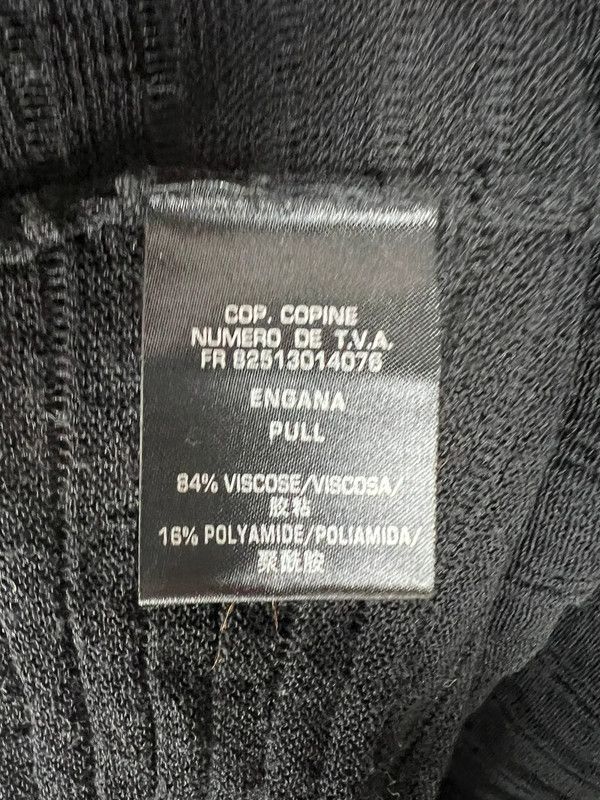 COP. COPINE
NUMERO DE T.V.A.
FR 82513014076
ENGANA
PULL
84% VISCOSE/VISCOSA/
胶粘
16% POLYAMIDE/POLIAMIDA/
聚酰胺